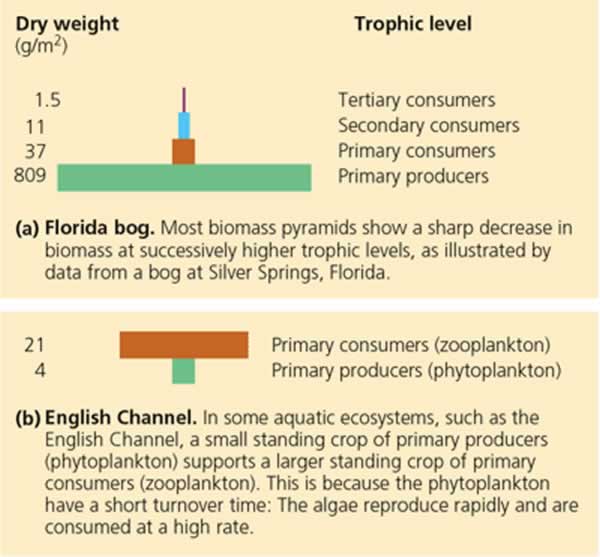 Dry weight Trophic level
(g/m²)
1.5 Tertiary consumers
11 Secondary consumers
37 Primary consumers
809 Primary producers
(a) Florida bog. Most biomass pyramids show a sharp decrease in
biomass at successively higher trophic levels, as illustrated by
data from a bog at Silver Springs, Florida.
21 Primary consumers (zooplankton)
4 Primary producers (phytoplankton)
(b) English Channel. In some aquatic ecosystems, such as the
English Channel, a small standing crop of primary producers
(phytoplankton) supports a larger standing crop of primary
consumers (zooplankton). This is because the phytoplankton
have a short turnover time: The algae reproduce rapidly and are
consumed at a high rate.